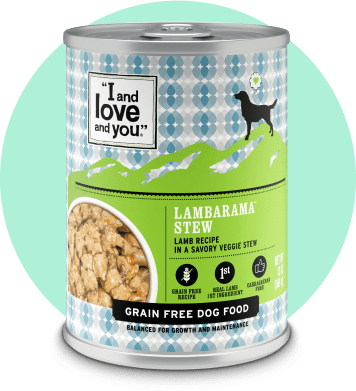 "I and
love
and you"®
LAMBARAMA™
STEW
LAMB RECIPE
IN A SAVORY VEGGIE STEW
GRAIN FREE
RECIPE
1st
REAL LAMB
1ST INGREDIENT
CARRAGEENAN
FREE
GRAIN FREE DOG FOOD
BALANCED FOR GROWTH AND MAINTENANCE